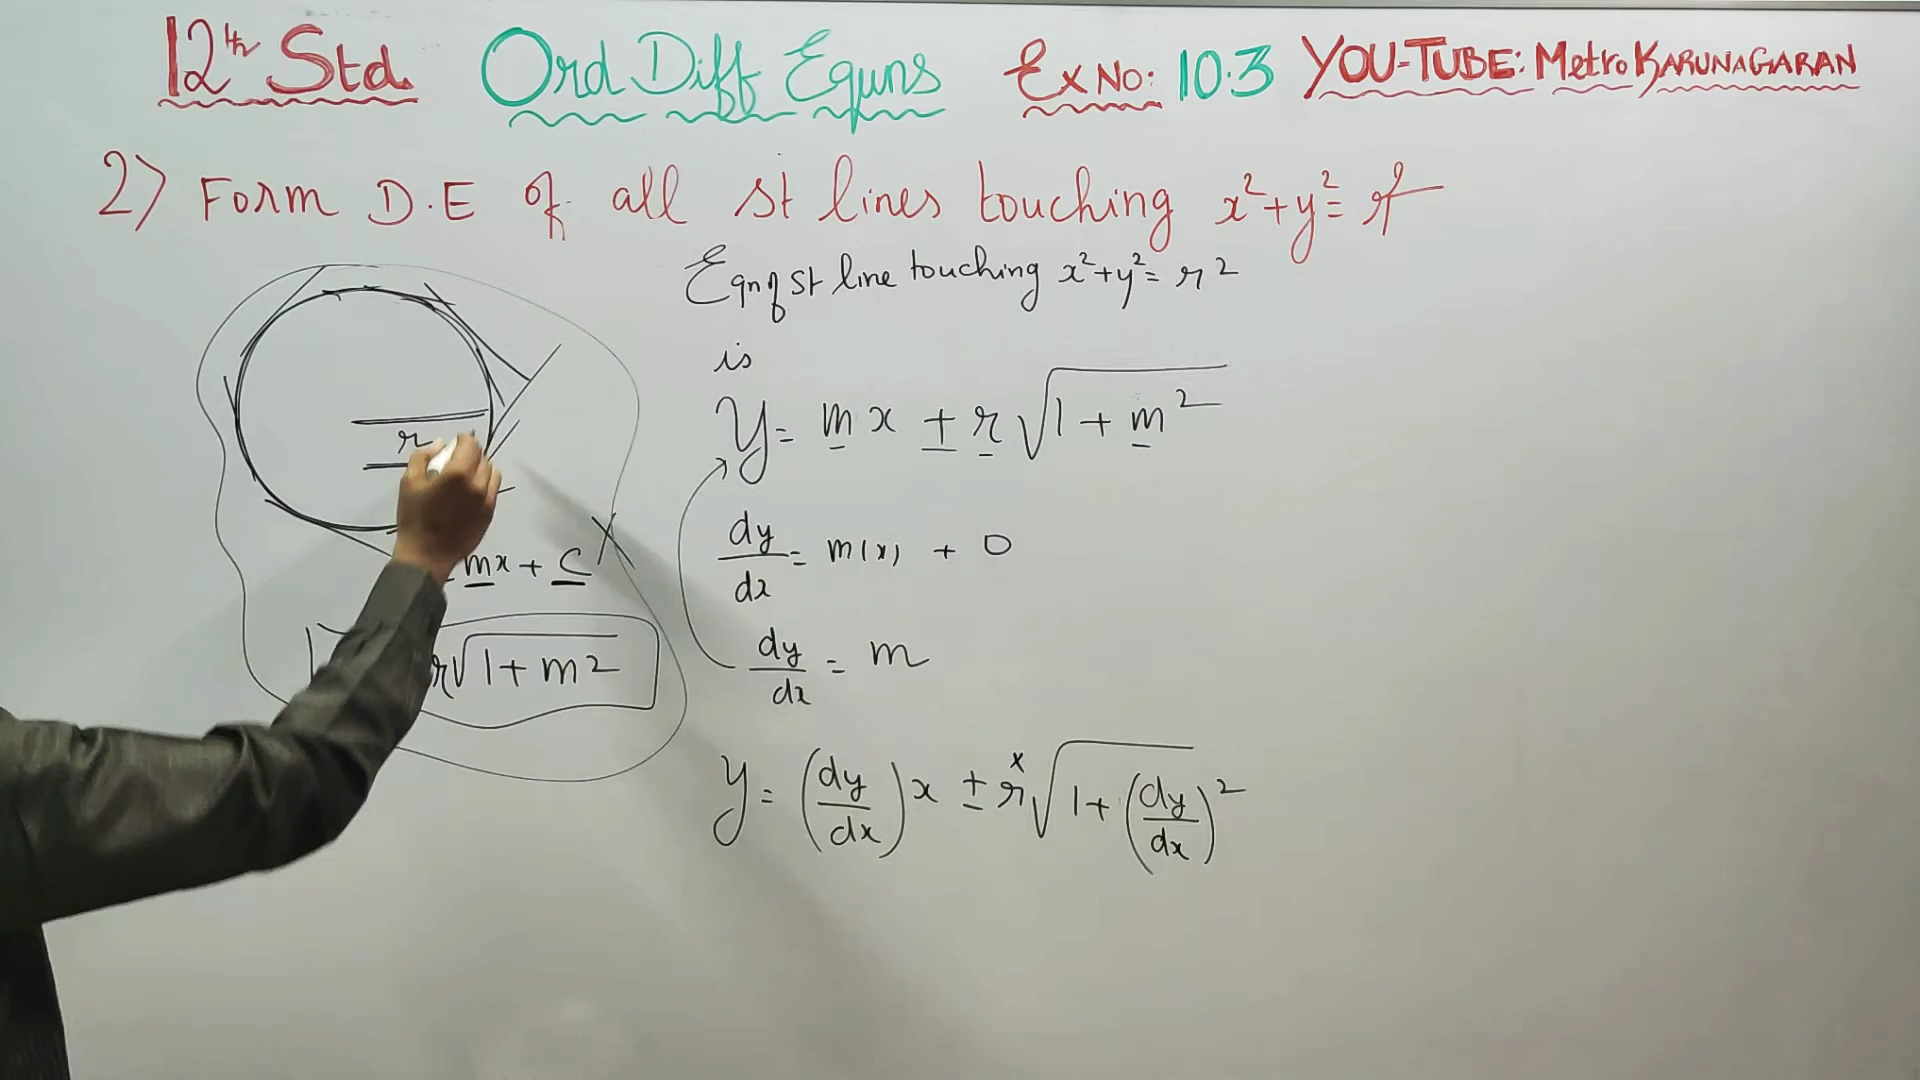 12th Std Ord Diff Equns Ex No: 10.3 YOU-TUBE: Metro KARUNAGARAN
2) Form D.E of all st lines touching x² + y² = r
Eqn of st line touching x² + y² = r²
is
y = mx ± r√(1 + m²)
dy/dx = m(x) + 0
dy/dx = m
y = (dy/dx)x ± r√(1 + (dy/dx)²)
r
mx + c
r√(1 + m²)